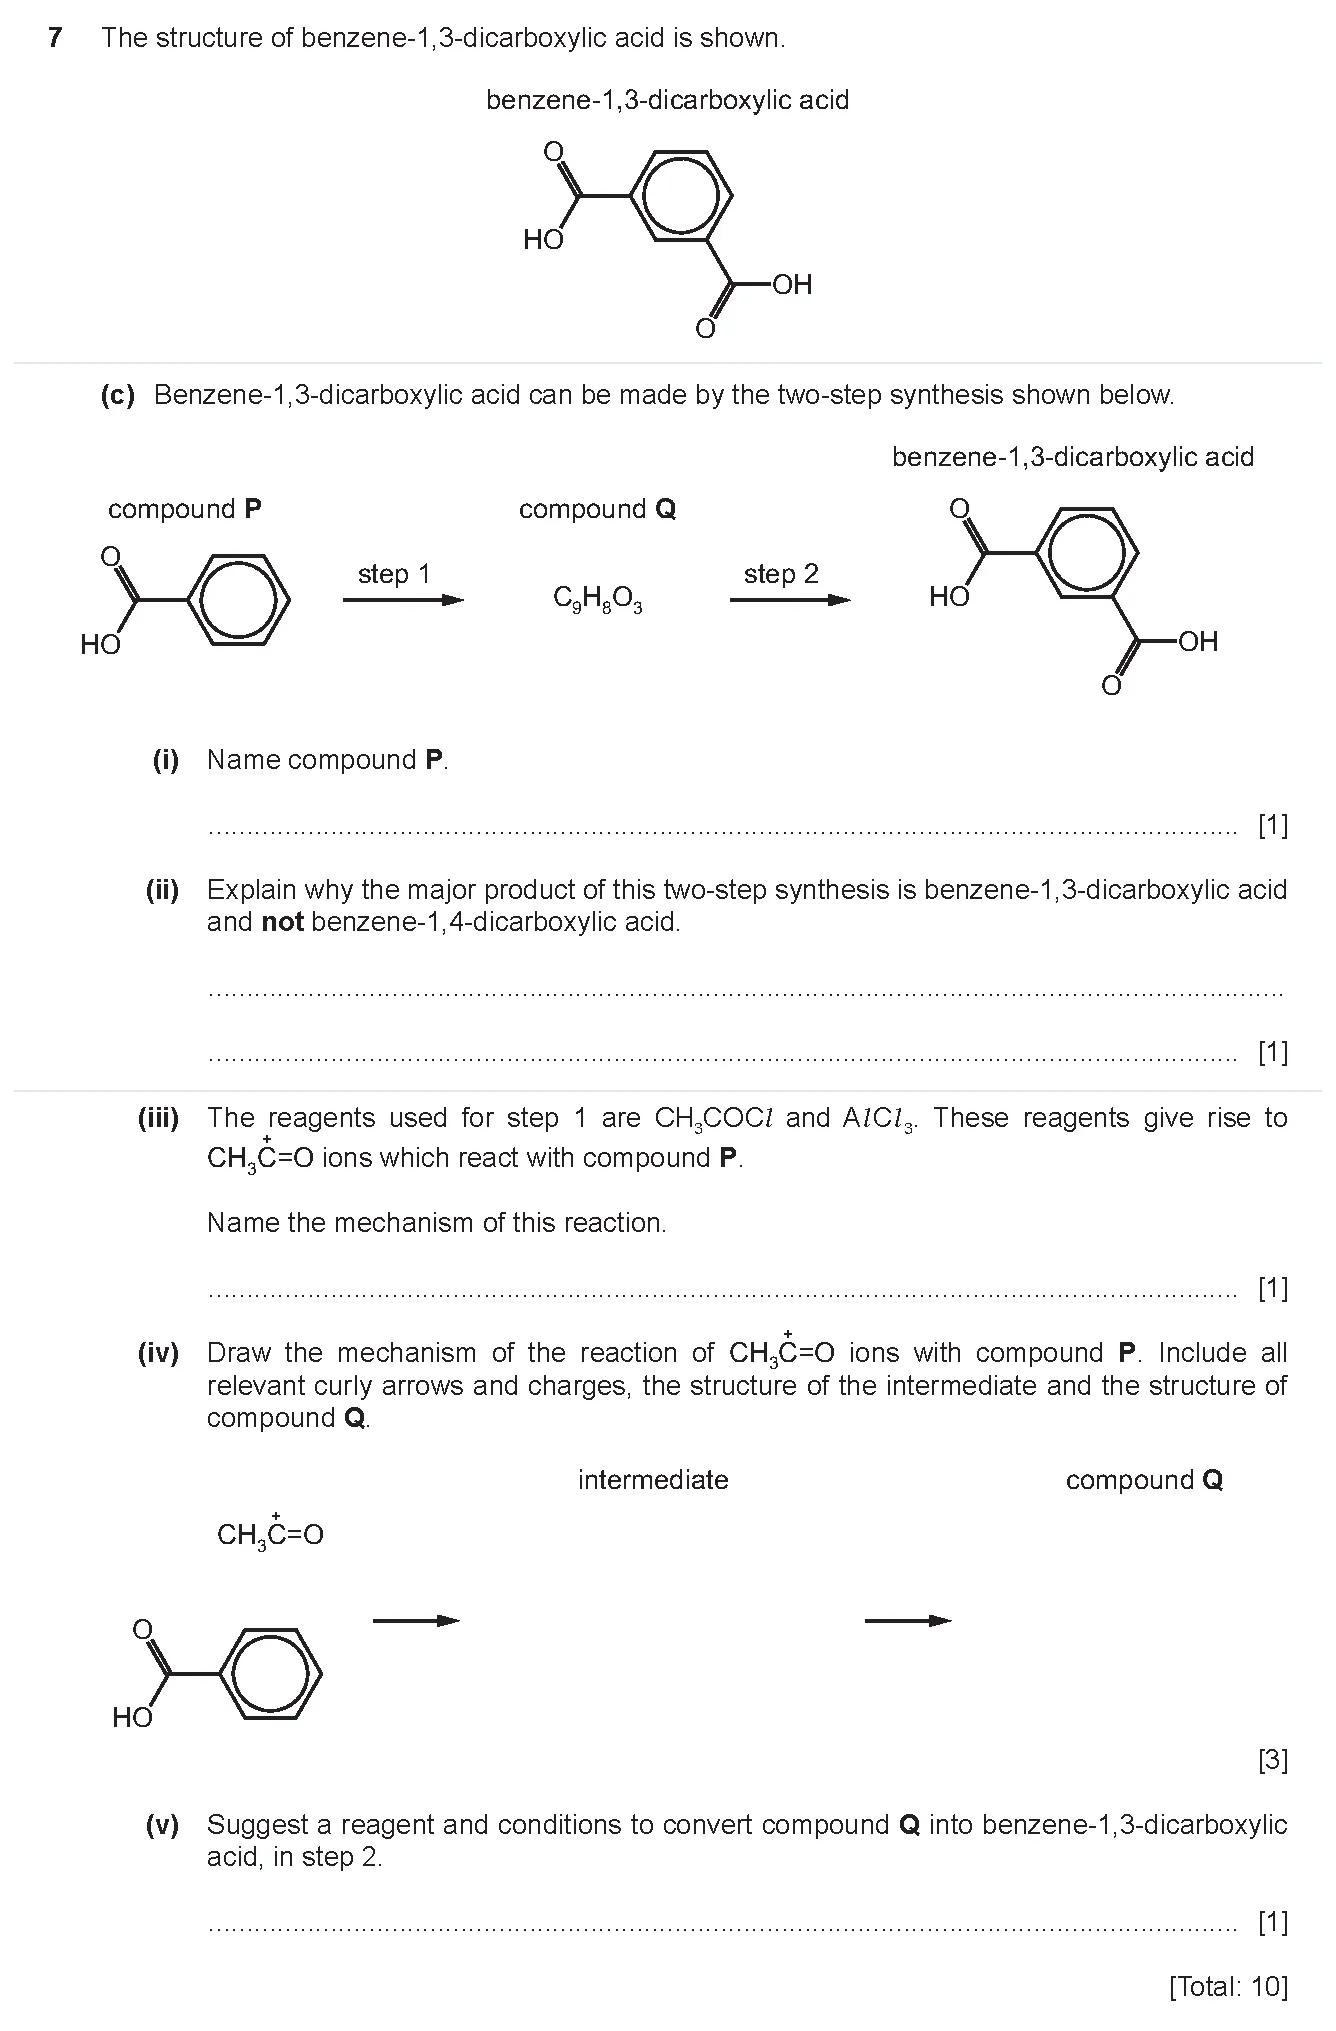 7 The structure of benzene-1,3-dicarboxylic acid is shown.
benzene-1,3-dicarboxylic acid
O
HO
OH
O
(c) Benzene-1,3-dicarboxylic acid can be made by the two-step synthesis shown below.
benzene-1,3-dicarboxylic acid
compound P
compound Q
O
HO
step 1
C₉H₈O₃
step 2
O
HO
OH
O
(i) Name compound P.
[1]
(ii) Explain why the major product of this two-step synthesis is benzene-1,3-dicarboxylic acid
and not benzene-1,4-dicarboxylic acid.
[1]
(iii) The reagents used for step 1 are CH₃COCl and AlCl₃. These reagents give rise to
CH₃C⁺=O ions which react with compound P.
Name the mechanism of this reaction.
[1]
(iv) Draw the mechanism of the reaction of CH₃C⁺=O ions with compound P. Include all
relevant curly arrows and charges, the structure of the intermediate and the structure of
compound Q.
intermediate
compound Q
CH₃C⁺=O
O
HO
[3]
(v) Suggest a reagent and conditions to convert compound Q into benzene-1,3-dicarboxylic
acid, in step 2.
[1]
[Total: 10]